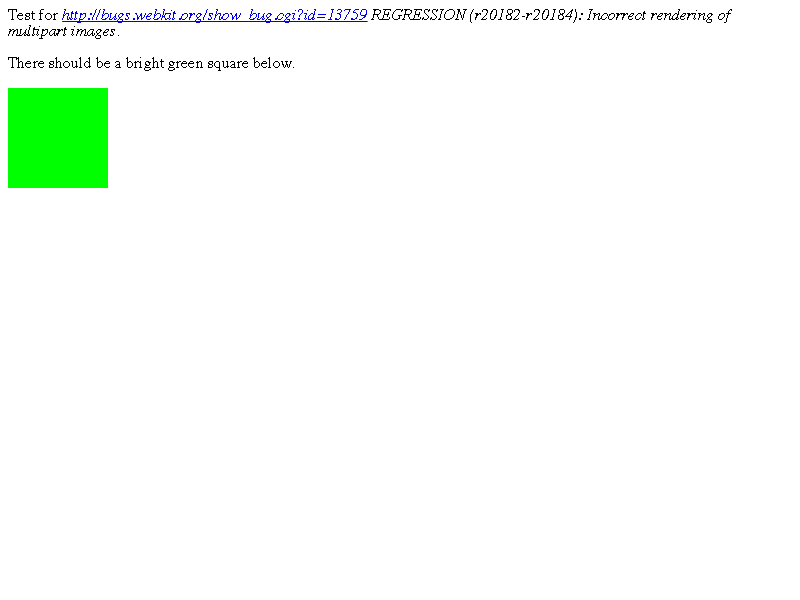 Test for http://bugs.webkit.org/show_bug.cgi?id=13759 REGRESSION (r20182-r20184): Incorrect rendering of
multipart images.
There should be a bright green square below.